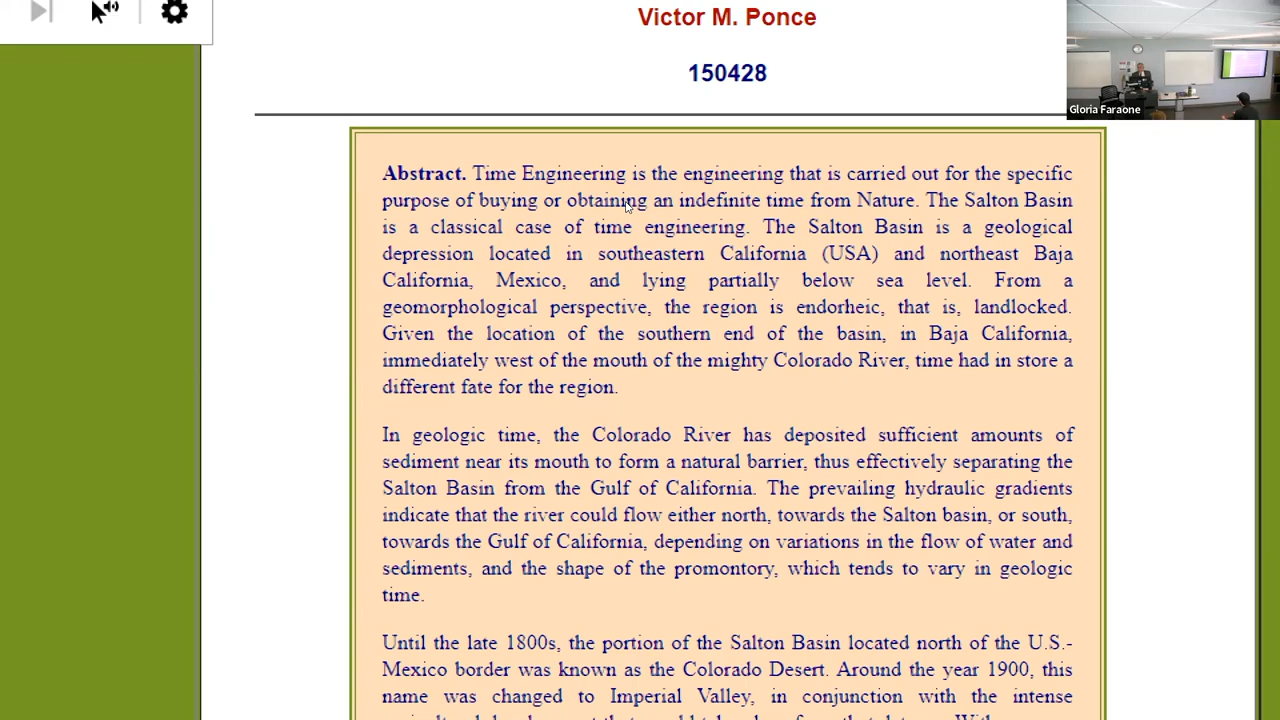 Victor M. Ponce
150428
Gloria Faraone
Abstract. Time Engineering is the engineering that is carried out for the specific
purpose of buying or obtaining an indefinite time from Nature. The Salton Basin
is a classical case of time engineering. The Salton Basin is a geological
depression located in southeastern California (USA) and northeast Baja
California, Mexico, and lying partially below sea level. From a
geomorphological perspective, the region is endorheic, that is, landlocked.
Given the location of the southern end of the basin, in Baja California,
immediately west of the mouth of the mighty Colorado River, time had in store a
different fate for the region.
In geologic time, the Colorado River has deposited sufficient amounts of
sediment near its mouth to form a natural barrier, thus effectively separating the
Salton Basin from the Gulf of California. The prevailing hydraulic gradients
indicate that the river could flow either north, towards the Salton basin, or south,
towards the Gulf of California, depending on variations in the flow of water and
sediments, and the shape of the promontory, which tends to vary in geologic
time.
Until the late 1800s, the portion of the Salton Basin located north of the U.S.-
Mexico border was known as the Colorado Desert. Around the year 1900, this
name was changed to Imperial Valley, in conjunction with the intense